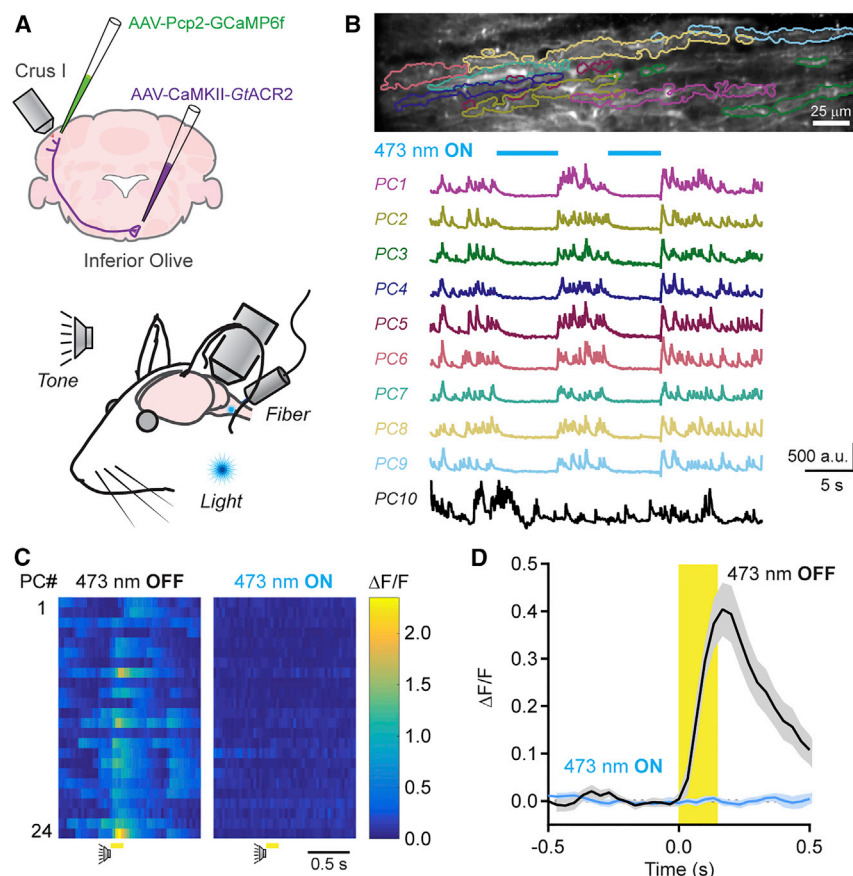 A
AAV-Pcp2-GCaMP6f
Crus I
AAV-CaMKII-GtACR2
Inferior Olive
Tone
Fiber
Light
B
25 μm
473 nm ON
PC1
PC2
PC3
PC4
PC5
PC6
PC7
PC8
PC9
PC10
500 a.u.
5 s
C
PC# 473 nm OFF 473 nm ON ΔF/F
1
24
2.0
1.5
1.0
0.5
0.0
0.5 s
D
0.5
0.4
0.3
0.2
0.1
0.0
ΔF/F
473 nm OFF
473 nm ON
-0.5 0.0 0.5
Time (s)